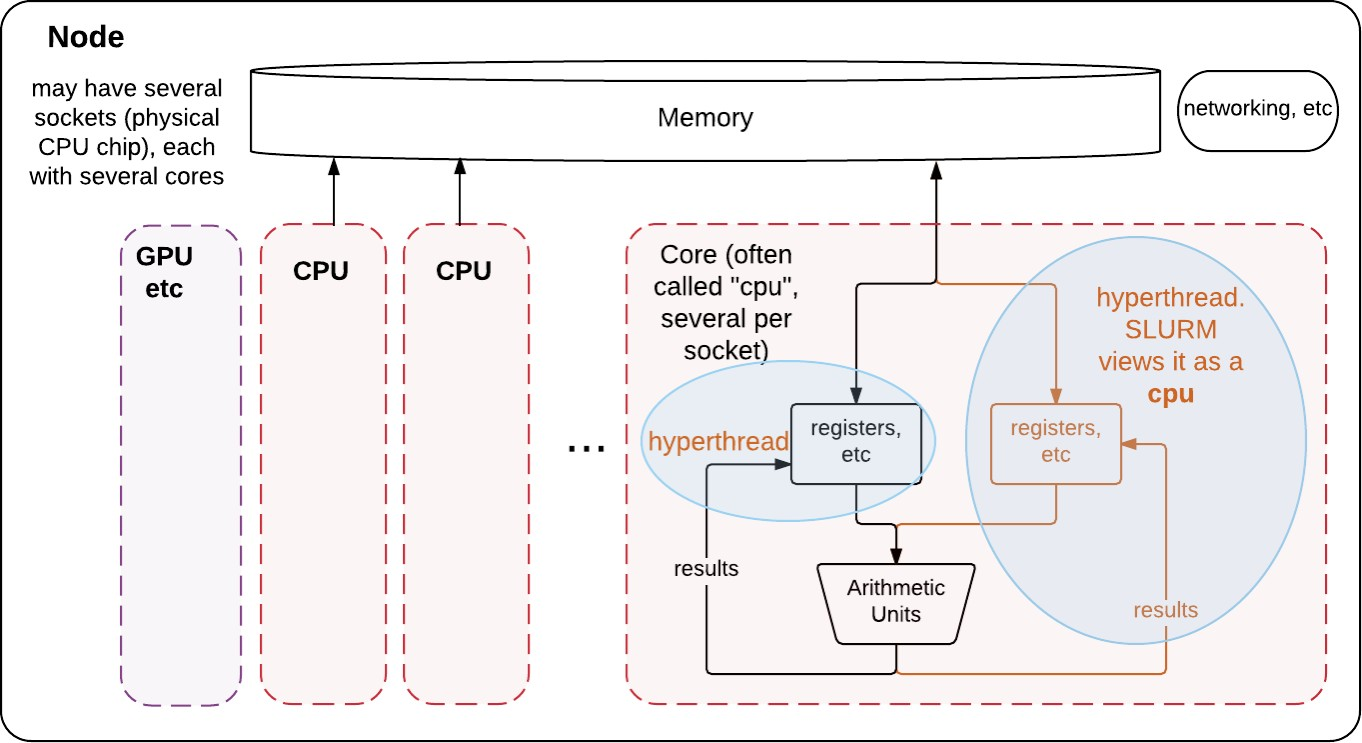 Node
may have several
sockets (physical
CPU chip), each
with several cores
Memory
networking, etc
GPU
etc
CPU
CPU
...
Core (often
called "cpu",
several per
socket)
hyperthread.
SLURM
views it as a
cpu
hyperthread
registers,
etc
registers,
etc
results
Arithmetic
Units
results